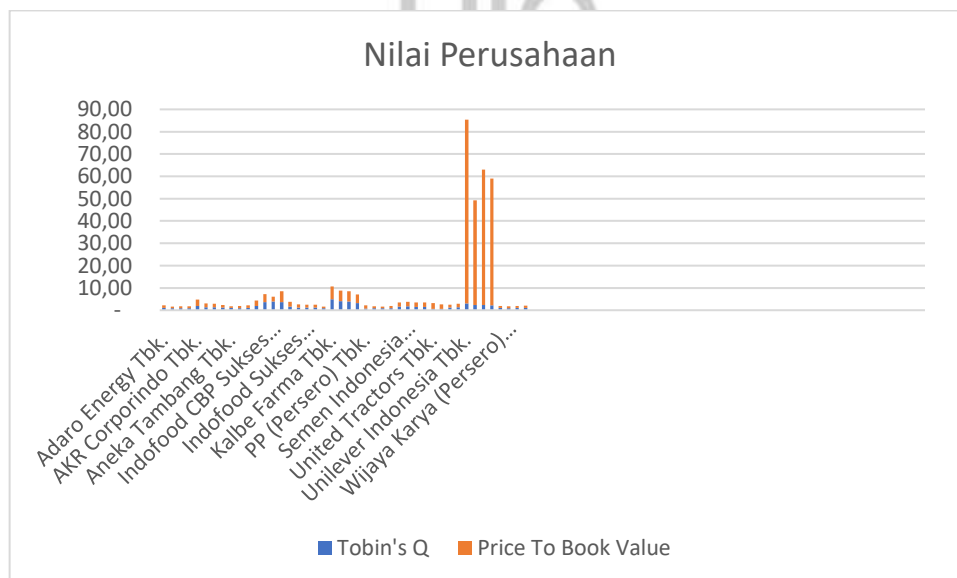 Nilai Perusahaan
90,00
80,00
70,00
60,00
50,00
40,00
30,00
20,00
10,00
-
Adaro Energy Tbk.
AKR Corporindo Tbk.
Aneka Tambang Tbk.
Indofood CBP Sukses...
Indofood Sukses...
Kalbe Farma Tbk.
PP (Persero) Tbk.
Semen Indonesia...
United Tractors Tbk.
Unilever Indonesia Tbk.
Wijaya Karya (Persero)...
Tobin's Q
Price To Book Value